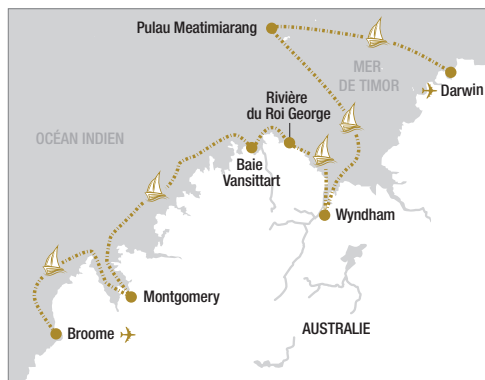 Pulau Meatimiarang
MER
DE TIMOR
Darwin
Rivière
du Roi George
OCÉAN INDIEN
Baie
Vansittart
Wyndham
Montgomery
AUSTRALIE
Broome